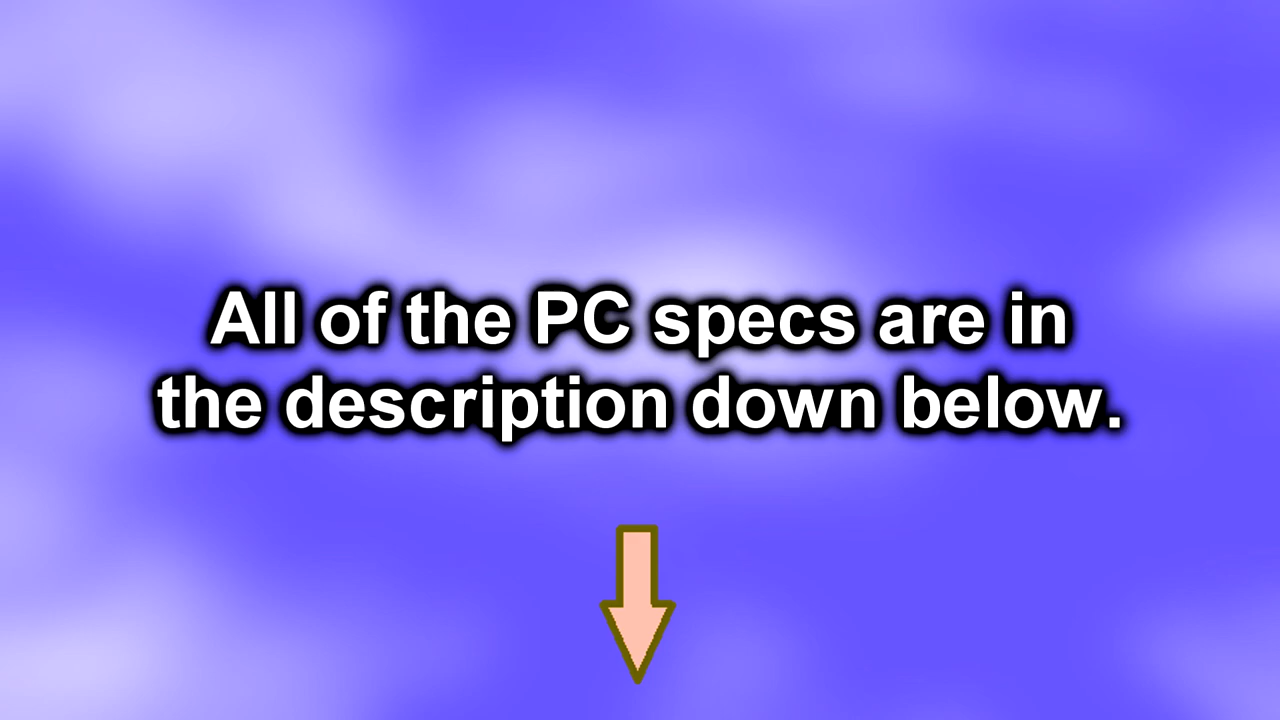 All of the PC specs are in
the description down below.